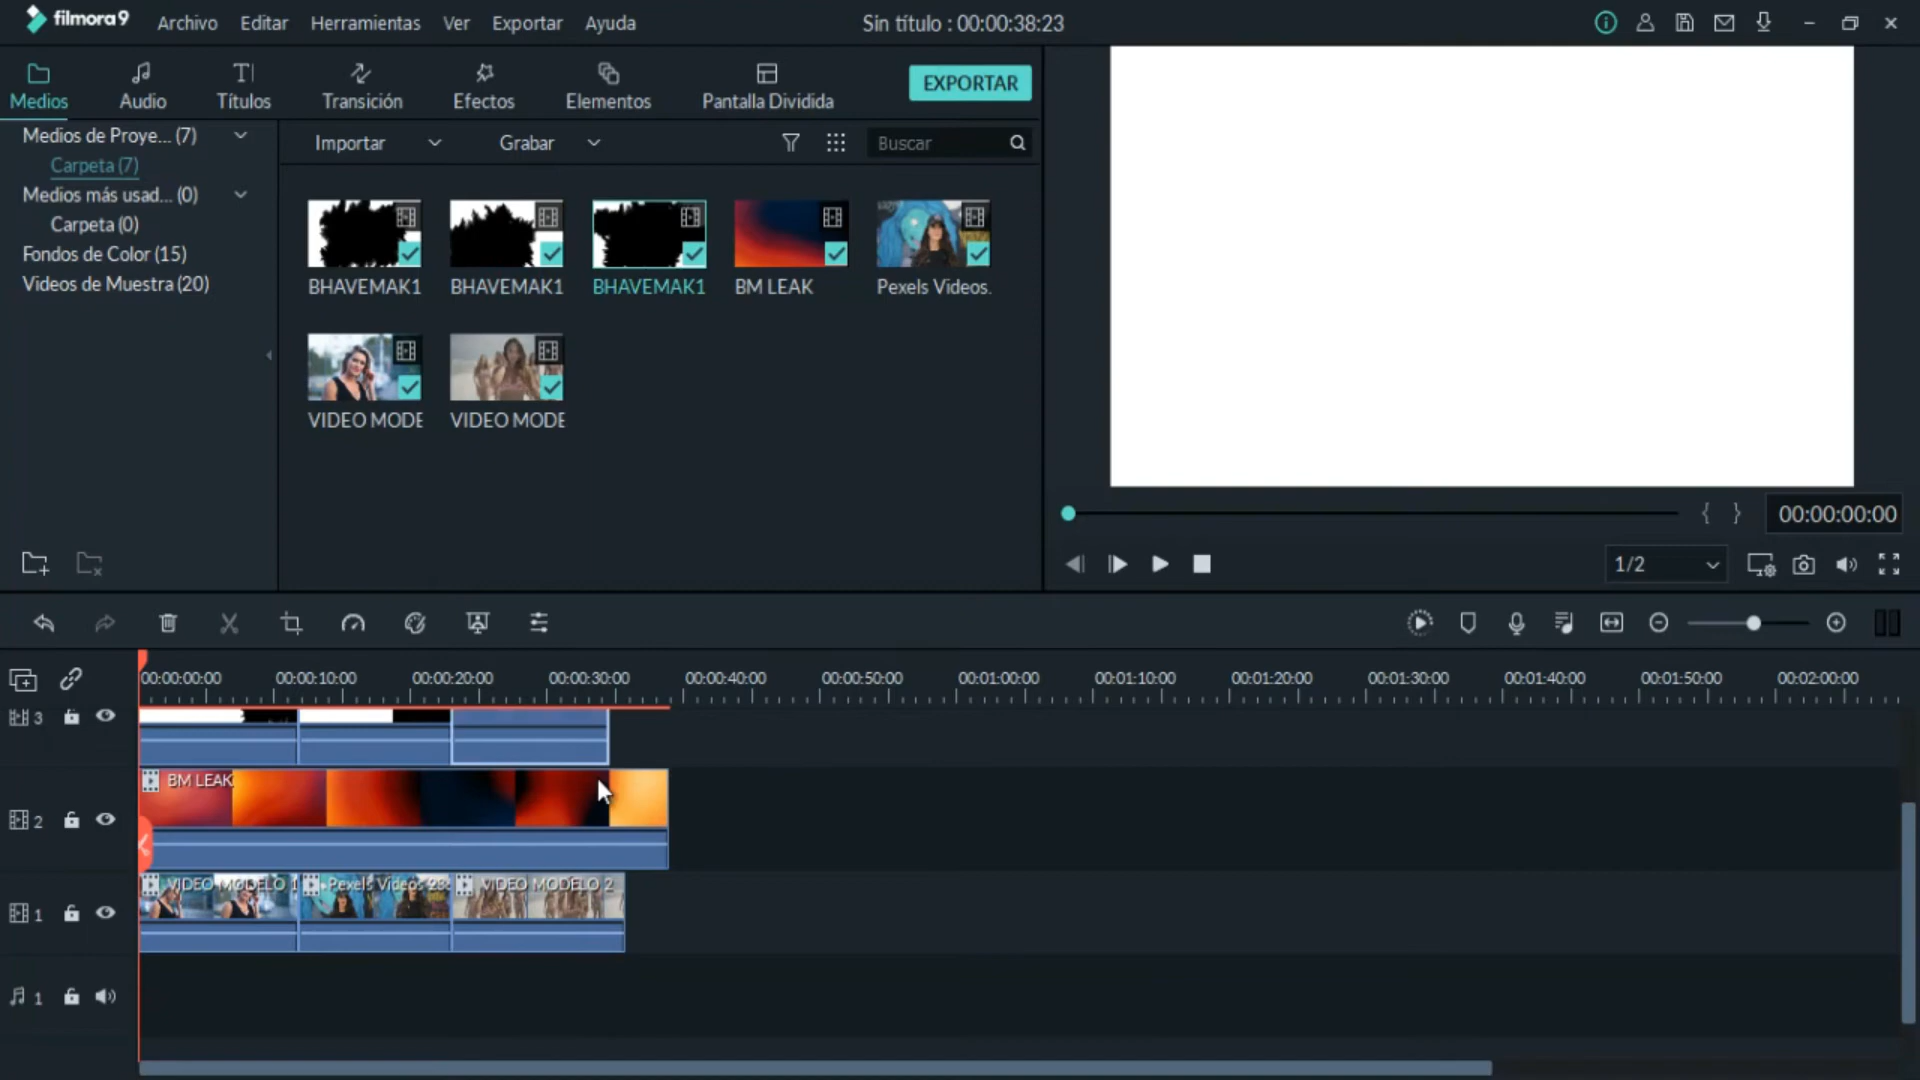 filmora9 Archivo Editar Herramientas Ver Exportar Ayuda Sin título : 00:00:38:23
Medios Audio Títulos Transición Efectos Elementos Pantalla Dividida EXPORTAR
Medios de Proye... (7)
Carpeta (7)
Medios más usad... (0)
Carpeta (0)
Fondos de Color (15)
Videos de Muestra (20)
Importar Grabar Buscar
BHAVEMAK1 BHAVEMAK1 BHAVEMAK1 BM LEAK Pexels Videos.
VIDEO MODE VIDEO MODE
{ } 00:00:00:00
1/2
00:00:00:00 00:00:10:00 00:00:20:00 00:00:30:00 00:00:40:00 00:00:50:00 00:01:00:00 00:01:10:00 00:01:20:00 00:01:30:00 00:01:40:00 00:01:50:00 00:02:00:00
3
BM LEAK
2
VIDEO MODELO 1 Pexels Videos 28 VIDEO MODELO 2
1
1